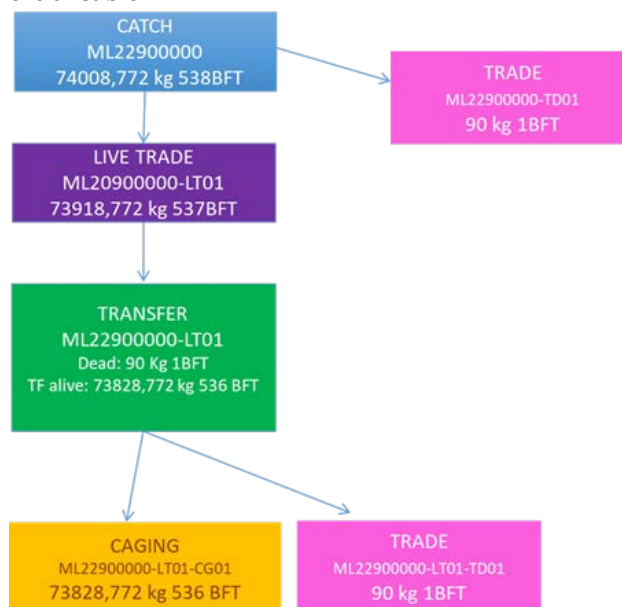 CATCH
ML22900000
74008,772 kg 538BFT
TRADE
ML22900000-TD01
90 kg 1BFT
LIVE TRADE
ML20900000-LT01
73918,772 kg 537BFT
TRANSFER
ML22900000-LT01
Dead: 90 Kg 1BFT
TF alive: 73828,772 kg 536 BFT
CAGING
ML22900000-LT01-CG01
73828,772 kg 536 BFT
TRADE
ML22900000-LT01-TD01
90 kg 1BFT